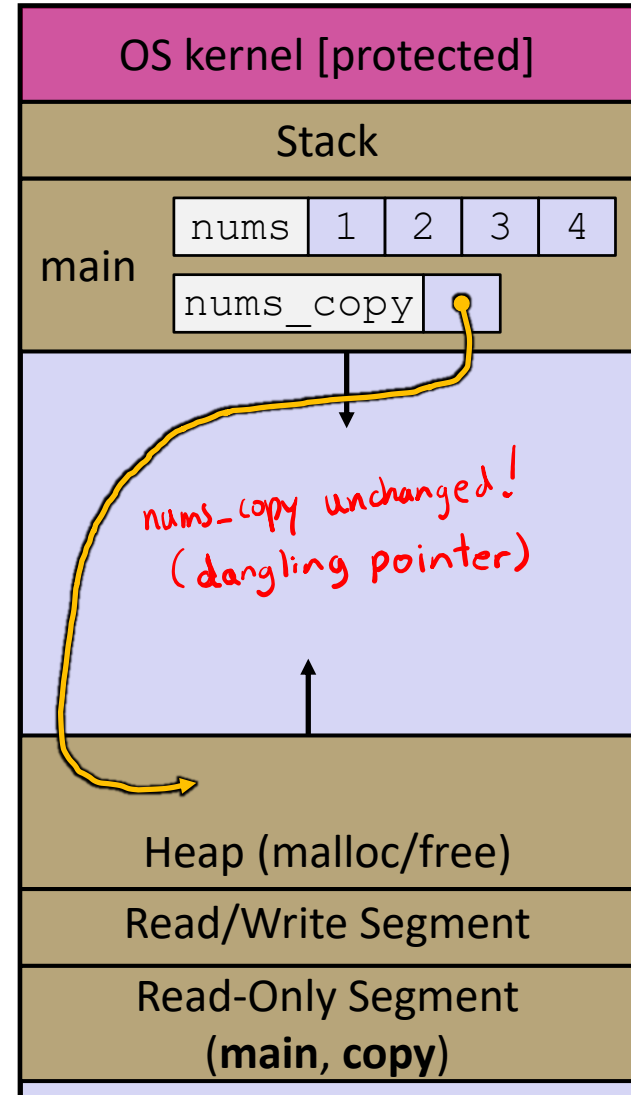 OS kernel [protected]
Stack
main
nums 1 2 3 4
nums_copy
nums_copy unchanged!
(dangling pointer)
Heap (malloc/free)
Read/Write Segment
Read-Only Segment
(main, copy)